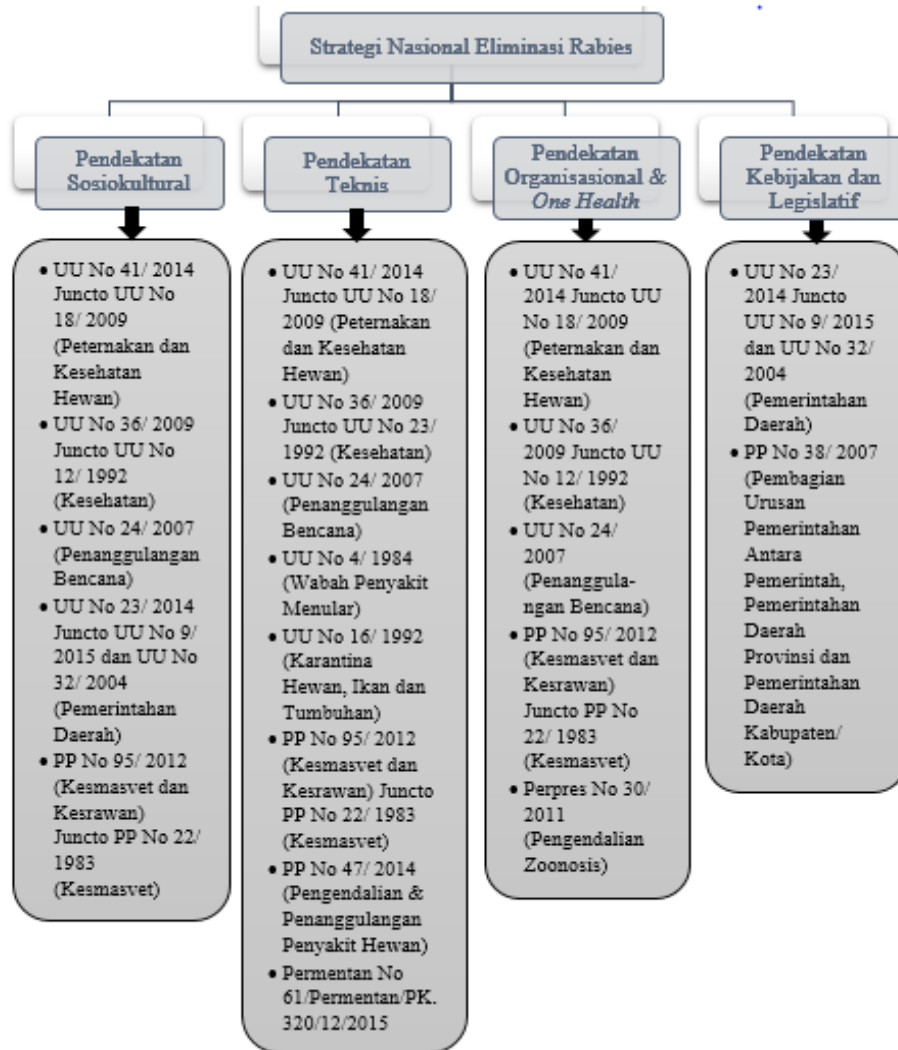 Strategi Nasional Eliminasi Rabies
Pendekatan
Sosiokultural
• UU No 41/ 2014
Juncto UU No
18/ 2009
(Peternakan dan
Kesehatan
Hewan)
• UU No 36/ 2009
Juncto UU No
12/ 1992
(Kesehatan)
• UU No 24/ 2007
(Penanggulangan
Bencana)
• UU No 23/ 2014
Juncto UU No 9/
2015 dan UU No
32/ 2004
(Pemerintahan
Daerah)
• PP No 95/ 2012
(Kesmasvet dan
Kesrawan)
Juncto PP No 22/
1983
(Kesmasvet)
Pendekatan
Teknis
• UU No 41/ 2014
Juncto UU No 18/
2009 (Peternakan
dan Kesehatan
Hewan)
• UU No 36/ 2009
Juncto UU No 23/
1992 (Kesehatan)
• UU No 24/ 2007
(Penanggulangan
Bencana)
• UU No 4/ 1984
(Wabah Penyakit
Menular)
• UU No 16/ 1992
(Karantina
Hewan, Ikan dan
Tumbuhan)
• PP No 95/ 2012
(Kesmasvet dan
Kesrawan) Juncto
PP No 22/ 1983
(Kesmasvet)
• PP No 47/ 2014
(Pengendalian &
Penanggulangan
Penyakit Hewan)
• Permentan No
61/Permentan/PK.
320/12/2015
Pendekatan
Organisasional &
One Health
• UU No 41/
2014 Juncto UU
No 18/ 2009
(Peternakan dan
Kesehatan
Hewan)
• UU No 36/
2009 Juncto UU
No 12/ 1992
(Kesehatan)
• UU No 24/
2007
(Penanggula-
ngan Bencana)
• PP No 95/ 2012
(Kesmasvet dan
Kesrawan)
Juncto PP No
22/ 1983
(Kesmasvet)
• Perpres No 30/
2011
(Pengendalian
Zoonosis)
Pendekatan
Kebijakan dan
Legislatif
• UU No 23/
2014 Juncto
UU No 9/ 2015
dan UU No 32/
2004
(Pemerintahan
Daerah)
• PP No 38/ 2007
(Pembagian
Urusan
Pemerintahan
Antara
Pemerintah,
Pemerintahan
Daerah
Provinsi dan
Pemerintahan
Daerah
Kabupaten/
Kota)